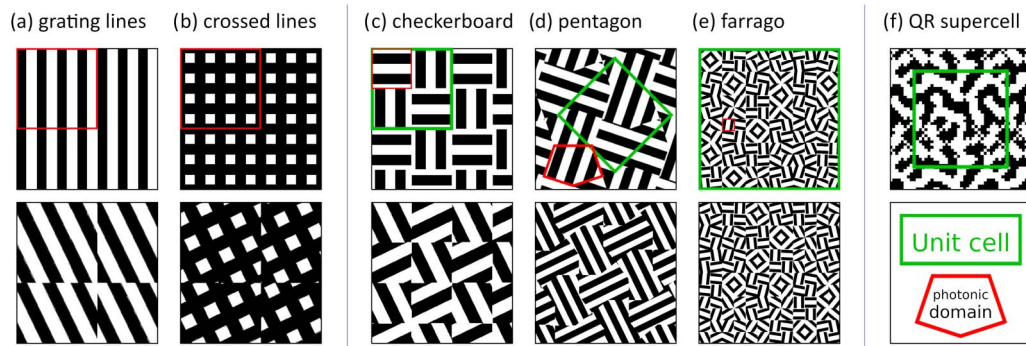 (a) grating lines
(b) crossed lines
(c) checkerboard
(d) pentagon
(e) farrago
(f) QR supercell
Unit cell
photonic
domain